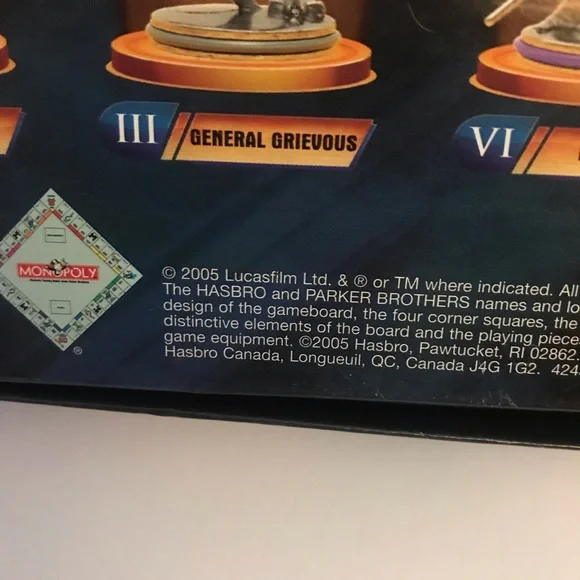 III GENERAL GRIEVOUS VI
MONOPOLY
®
© 2005 Lucasfilm Ltd. & ® or TM where indicated. All
The HASBRO and PARKER BROTHERS names and lo
design of the gameboard, the four corner squares, the
distinctive elements of the board and the playing piece
game equipment. ©2005 Hasbro, Pawtucket, RI 02862.
Hasbro Canada, Longueuil, QC, Canada J4G 1G2. 424